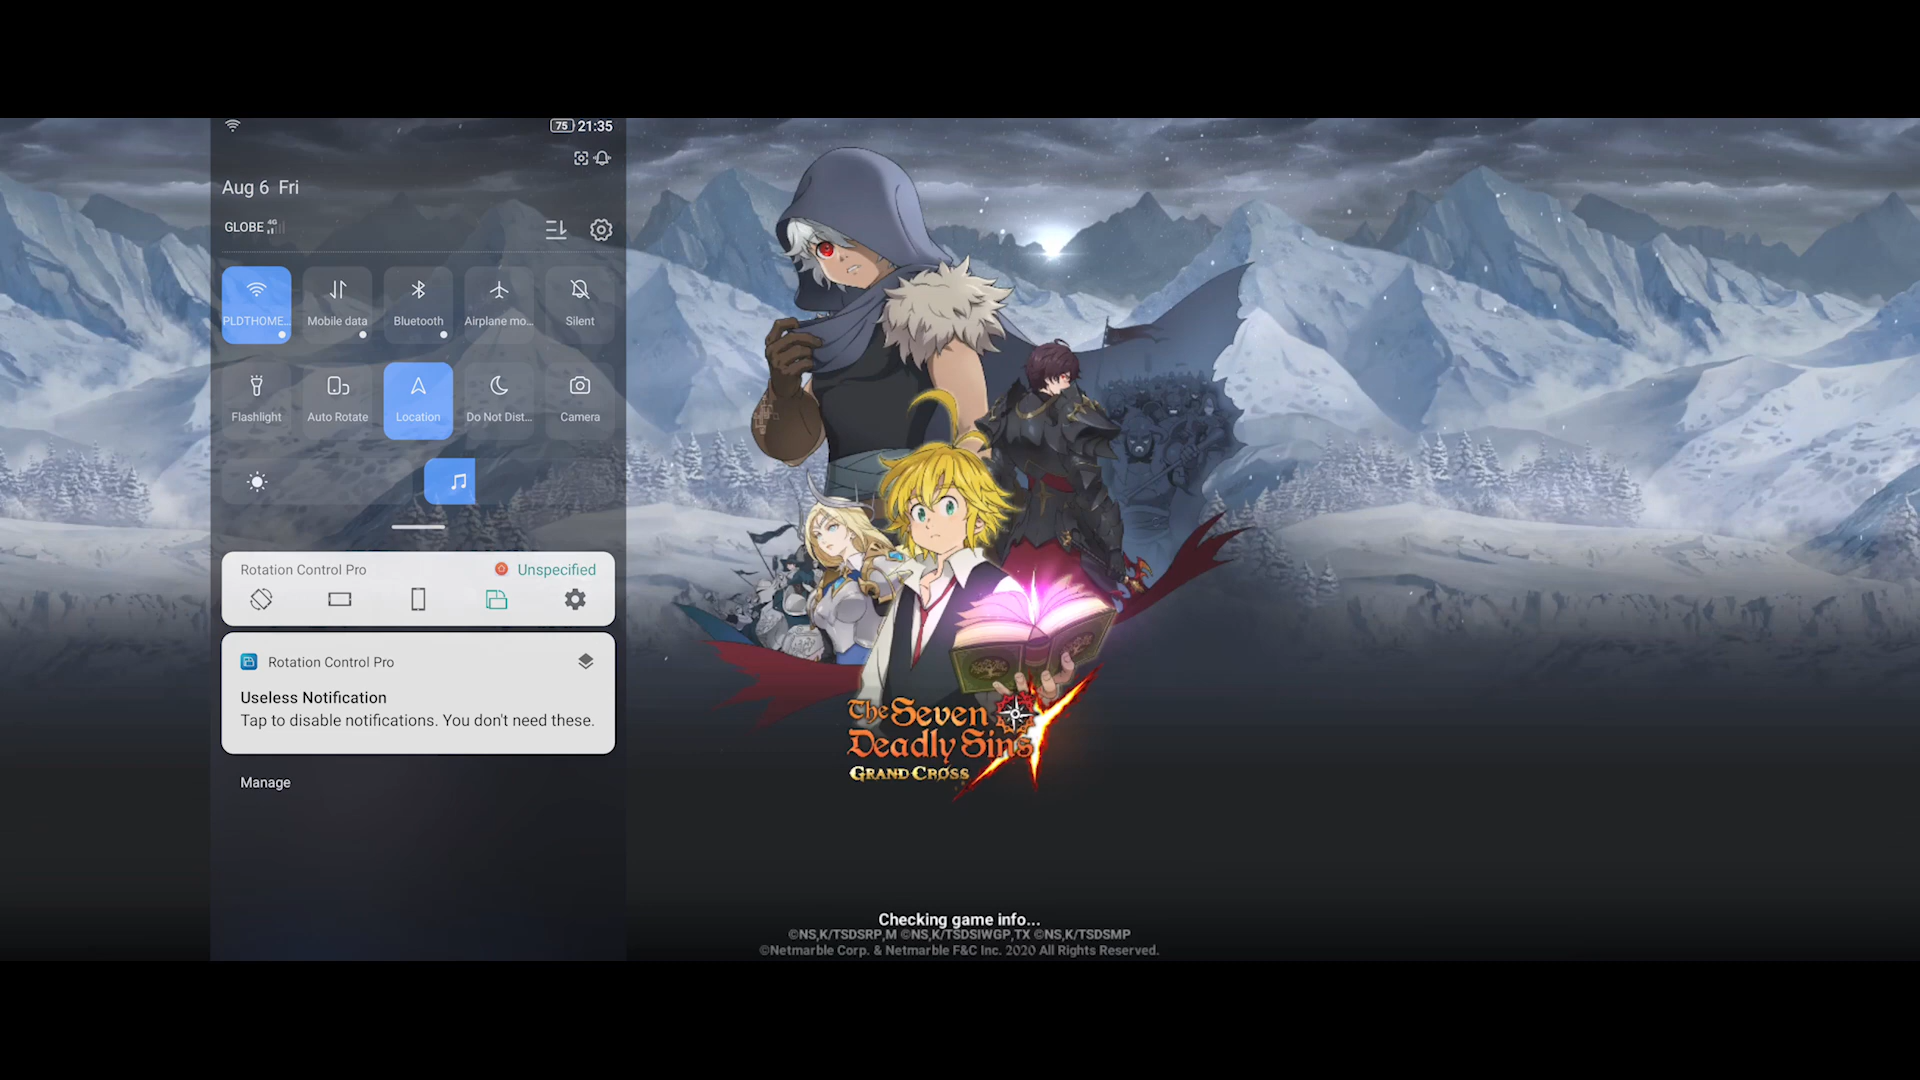 75 21:35
Aug 6 Fri
GLOBE 4G
PLDTHOME...
Mobile data
Bluetooth
Airplane mo...
Silent
Flashlight
Auto Rotate
Location
Do Not Dist...
Camera
Rotation Control Pro
Unspecified
Rotation Control Pro
Useless Notification
Tap to disable notifications. You don't need these.
Manage
The Seven
Deadly Sins
GRAND CROSS
Checking game info...
©NS,K/TSDSRP,M ©NS,K/TSDSIWGP,TX ©NS,K/TSDSMP
©Netmarble Corp. & Netmarble F&C Inc. 2020 All Rights Reserved.